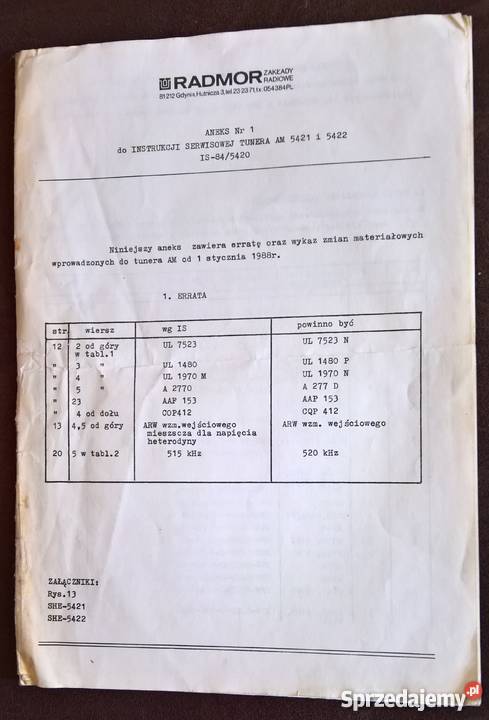 RADMOR ZAKŁADY RADIOWE
81212 Gdynia, Hutnicza 3, tel 23 23 71, tx. 054384PL
ANEKS Nr 1
do INSTRUKCJI SERWISOWEJ TUNERA AM 5421 i 5422
IS-84/5420
Niniejszy aneks zawiera erratę oraz wykaz zmian materiałowych
wprowadzonych do tunera AM od 1 stycznia 1988r.
1. ERRATA
str. wiersz wg IS powinno być
12 2 od góry UL 7523 UL 7523 N
w tabl.1
" 3 " UL 1480 UL 1480 P
" 4 " UL 1970 M UL 1970 N
" 5 " A 2770 A 277 D
" 23 AAF 153 AAP 153
" 4 od dołu COP412 CQP 412
13 4,5 od góry ARW wzm.wejściowego ARW wzm. wejściowego
mieszacza dla napięcia
heterodyny
20 5 w tabl.2 515 kHz 520 kHz
ZAŁĄCZNIKI:
Rys.13
SHE-5421
SHE-5422
Sprzedajemy.pl